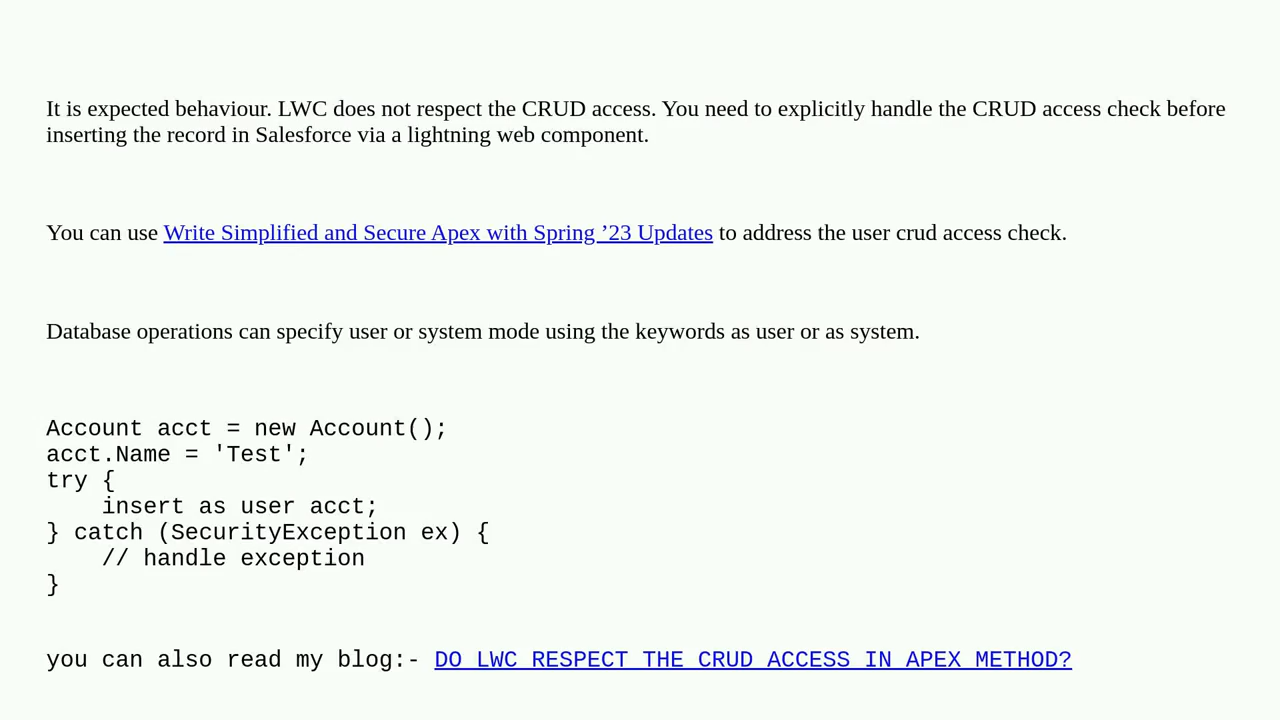 It is expected behaviour. LWC does not respect the CRUD access. You need to explicitly handle the CRUD access check before
inserting the record in Salesforce via a lightning web component.
You can use Write Simplified and Secure Apex with Spring ’23 Updates to address the user crud access check.
Database operations can specify user or system mode using the keywords as user or as system.
Account acct = new Account();
acct.Name = 'Test';
try {
    insert as user acct;
} catch (SecurityException ex) {
    // handle exception
}
you can also read my blog:- DO LWC RESPECT THE CRUD ACCESS IN APEX METHOD?